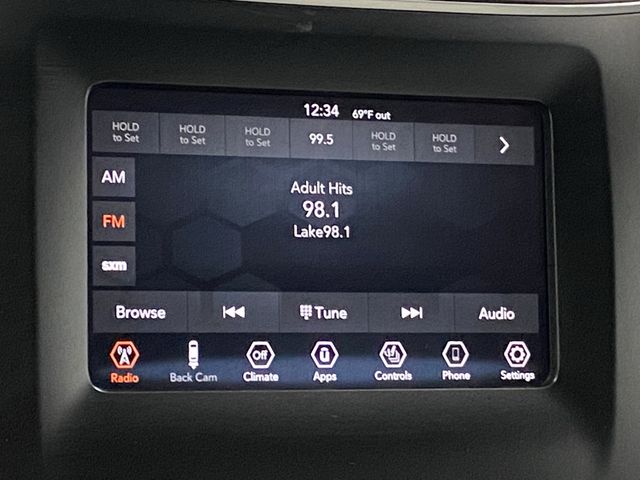 12:34 69°F out
HOLD to Set HOLD to Set HOLD to Set 99.5 HOLD to Set HOLD to Set
AM
FM
sxm
Adult Hits
98.1
Lake98.1
Browse Tune Audio
Off
Radio Back Cam Climate Apps Controls Phone Settings